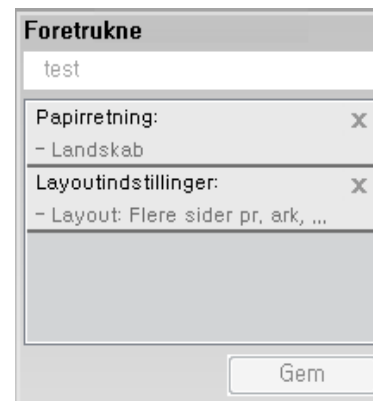 Foretrukne
test
Papirretning:
x
- Landskab
Layoutindstillinger:
x
- Layout: Flere sider pr. ark, ...
Gem